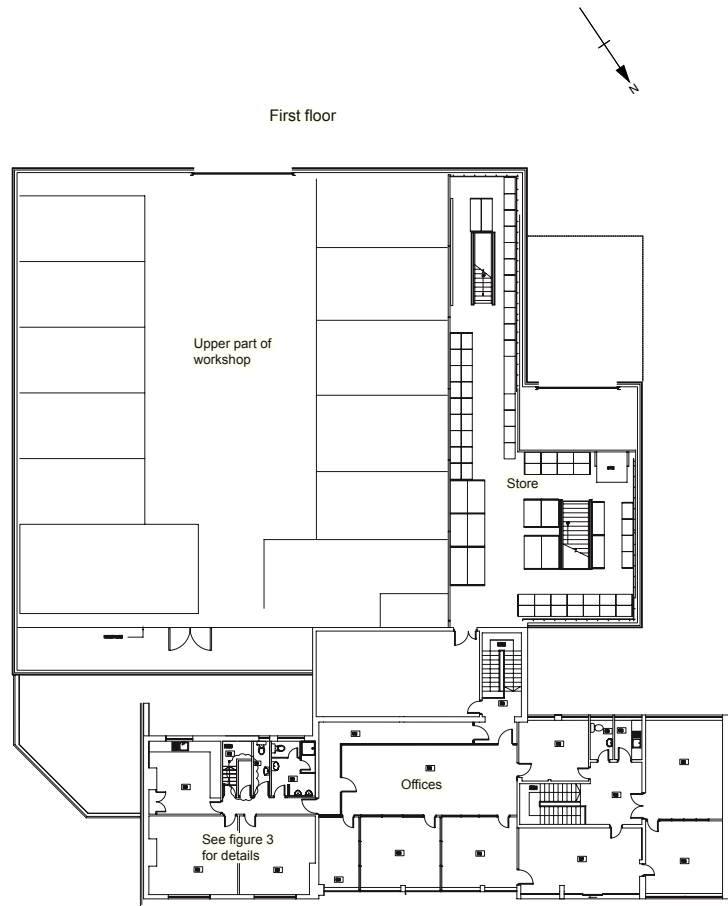 N
First floor
Upper part of
workshop
Store
Offices
See figure 3
for details